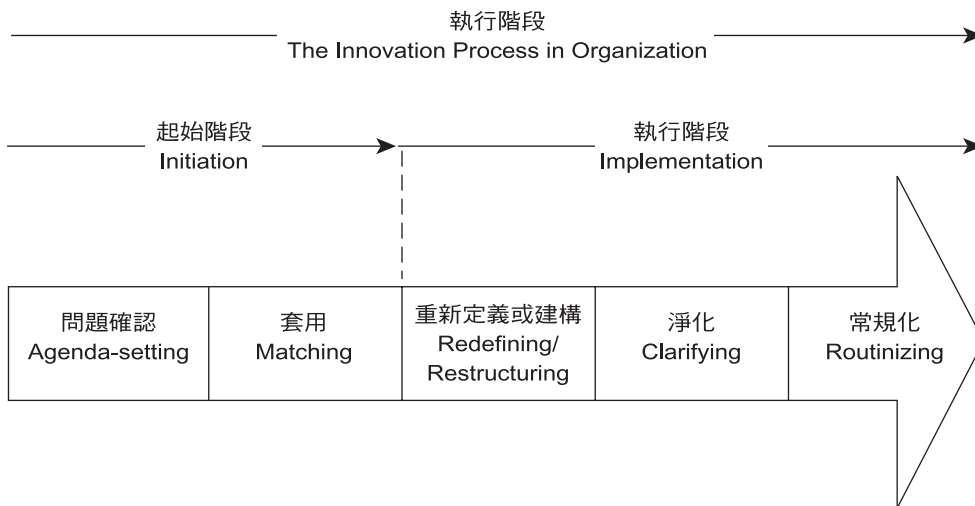 執行階段
The Innovation Process in Organization
起始階段
Initiation
執行階段
Implementation
問題確認
Agenda-setting
套用
Matching
重新定義或建構
Redefining/
Restructuring
淨化
Clarifying
常規化
Routinizing